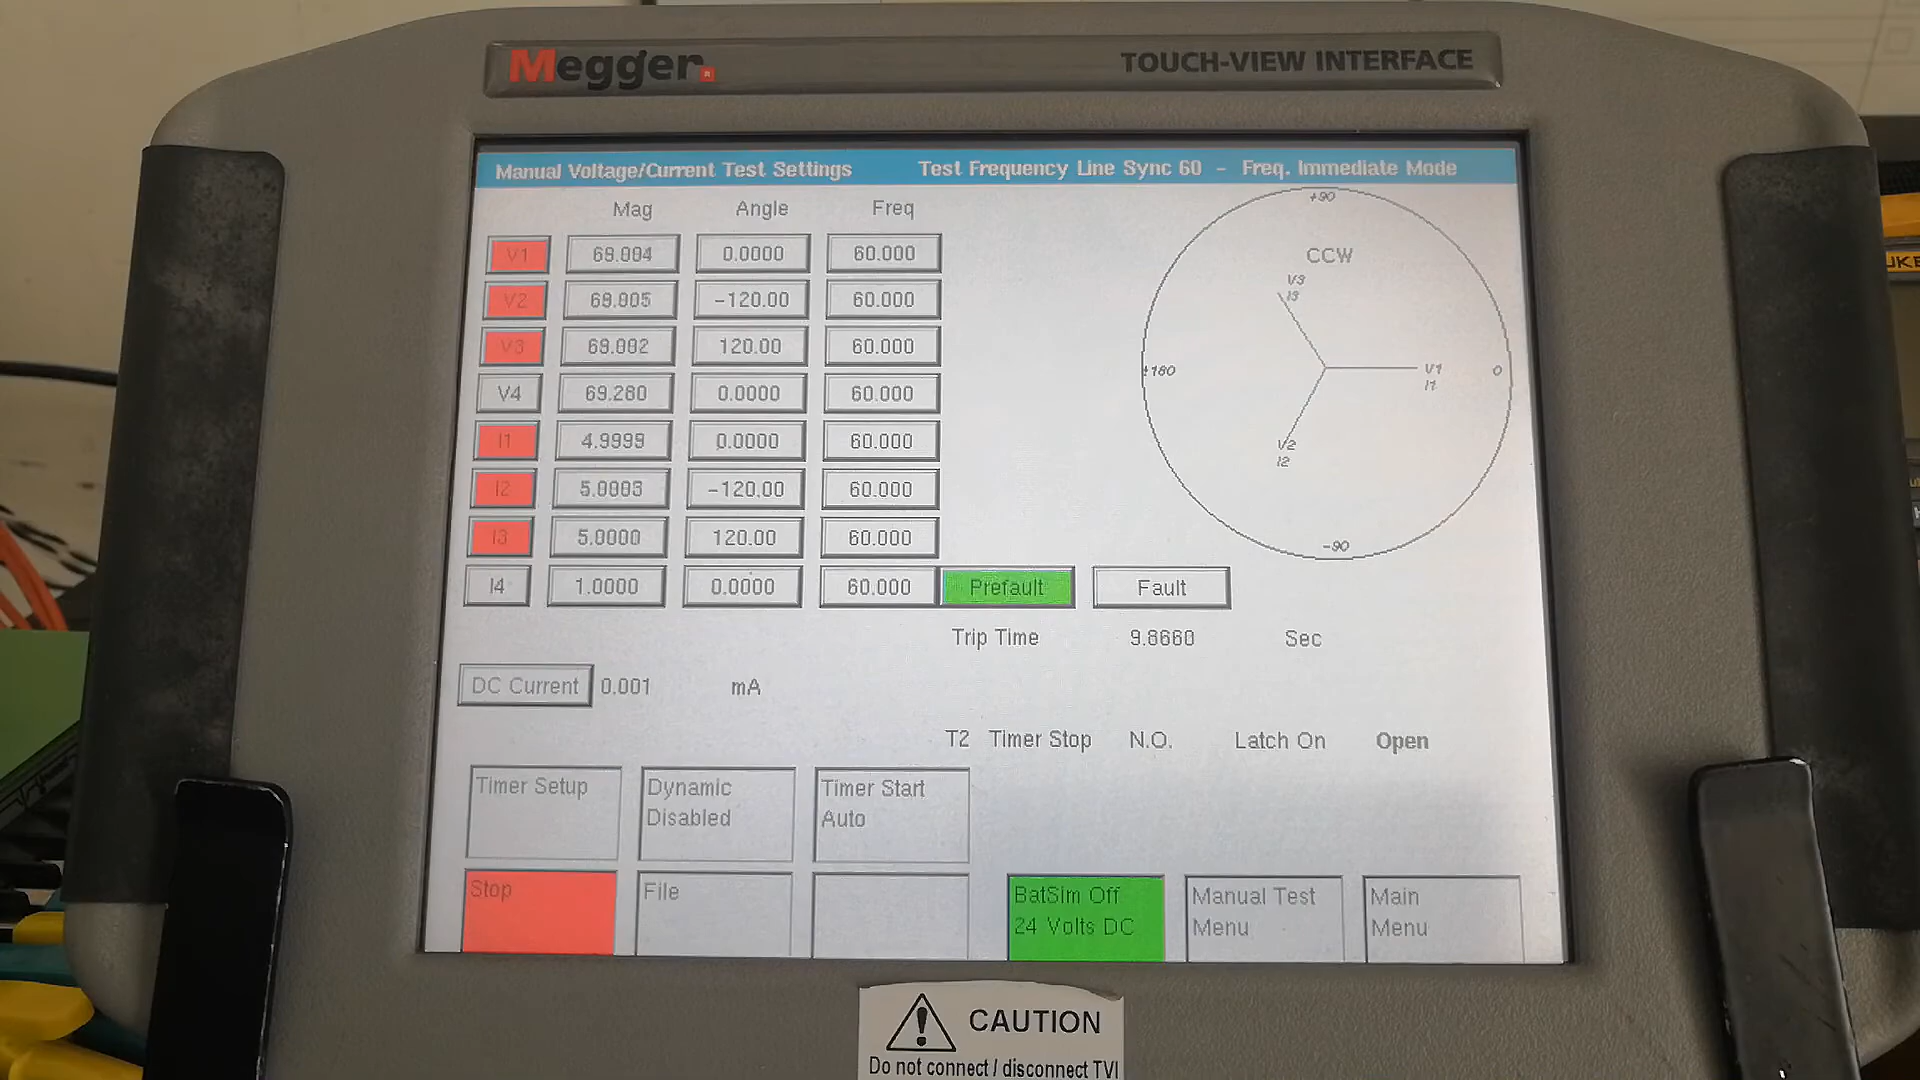 Megger
TOUCH-VIEW INTERFACE
Manual Voltage/Current Test Settings Test Frequency Line Sync 60 - Freq. Immediate Mode
Mag Angle Freq
V1 0.0000 60.000
V2 -120.00 60.000
V3 120.00 60.000
V4 69.280 0.0000 60.000
I1 4.9999 0.0000 60.000
I2 5.0003 -120.00 60.000
I3 5.0000 120.00 60.000
I4 1.0000 0.0000 60.000
+90
CCW
V3
I3
±180
V1
I1
0
V2
I2
-90
Prefault Fault
Trip Time 9.8660 Sec
DC Current 0.001 mA
T2 Timer Stop N.O. Latch On Open
Timer Setup
Dynamic
Disabled
Timer Start
Auto
Stop
File
BatSim Off
24 Volts DC
Manual Test
Menu
Main
Menu
CAUTION
Do not connect / disconnect TVI